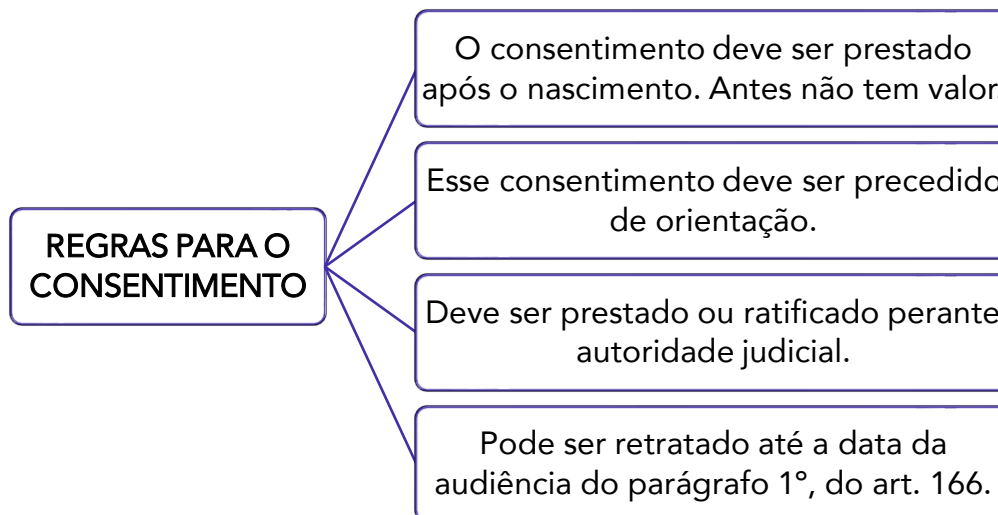 REGRAS PARA O
CONSENTIMENTO
O consentimento deve ser prestado
após o nascimento. Antes não tem valor.
Esse consentimento deve ser precedido
de orientação.
Deve ser prestado ou ratificado perante
autoridade judicial.
Pode ser retratado até a data da
audiência do parágrafo 1º, do art. 166.